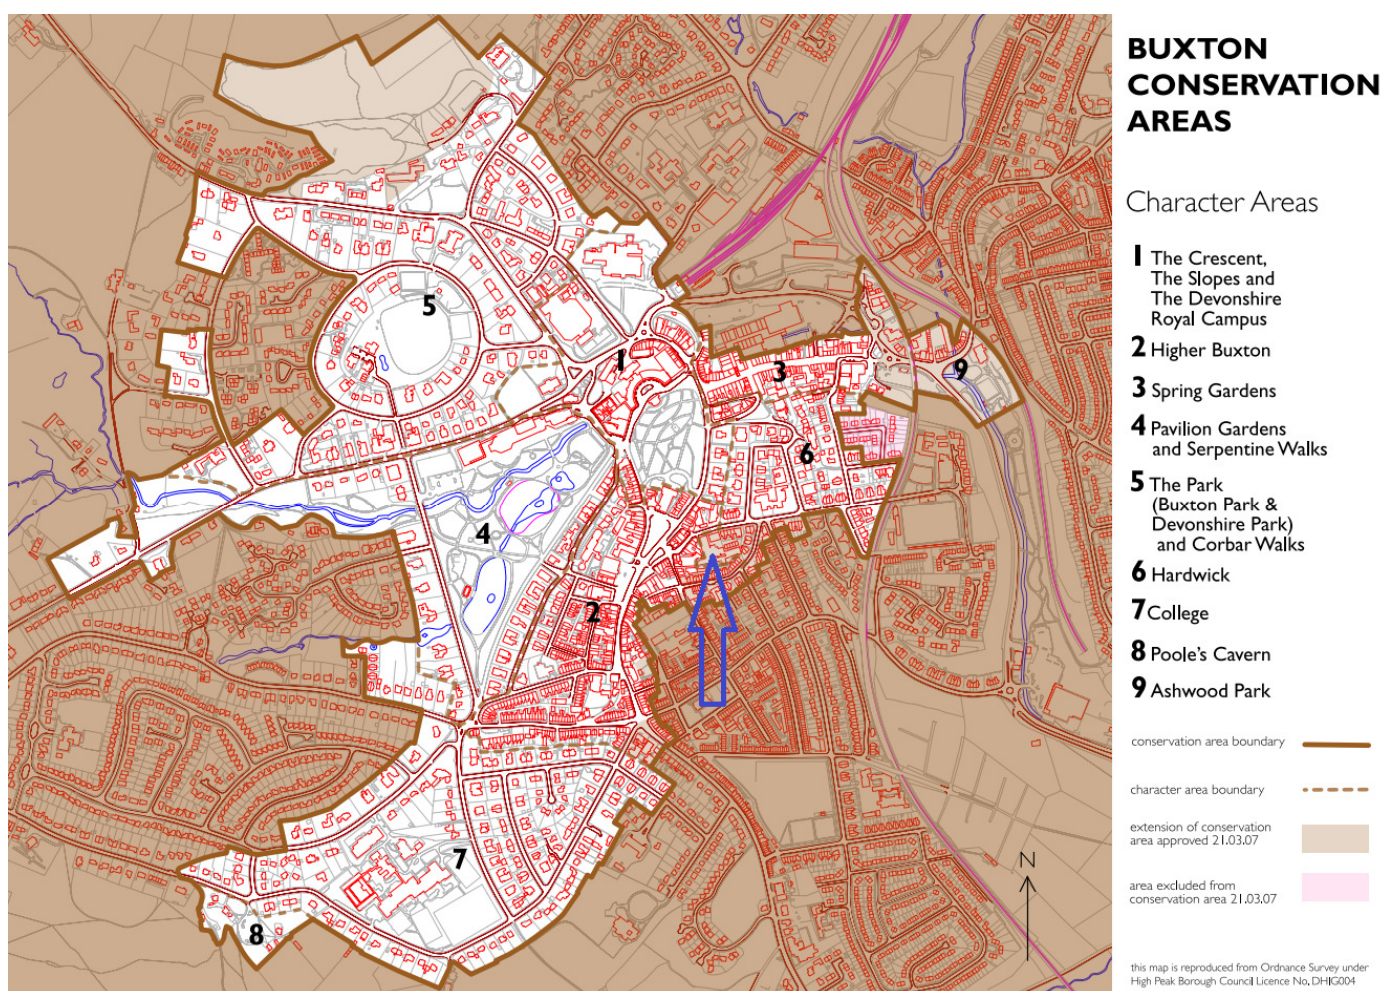 BUXTON
CONSERVATION
AREAS
Character Areas
1 The Crescent,
The Slopes and
The Devonshire
Royal Campus
2 Higher Buxton
3 Spring Gardens
4 Pavilion Gardens
and Serpentine Walks
5 The Park
(Buxton Park &
Devonshire Park)
and Corbar Walks
6 Hardwick
7 College
8 Poole's Cavern
9 Ashwood Park
conservation area boundary
character area boundary
extension of conservation
area approved 21.03.07
area excluded from
conservation area 21.03.07
this map is reproduced from Ordnance Survey under
High Peak Borough Council Licence No. DHIG004
N
5
1
3
9
6
4
2
7
8